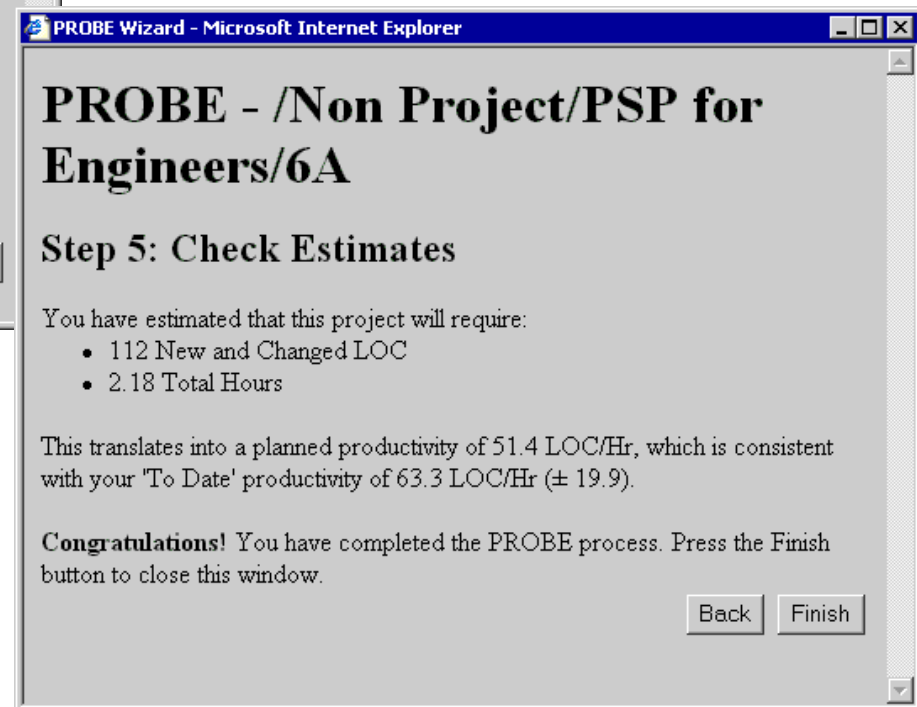 PROBE Wizard - Microsoft Internet Explorer
PROBE - /Non Project/PSP for
Engineers/6A
Step 5: Check Estimates
You have estimated that this project will require:
• 112 New and Changed LOC
• 2.18 Total Hours
This translates into a planned productivity of 51.4 LOC/Hr, which is consistent
with your 'To Date' productivity of 63.3 LOC/Hr (± 19.9).
Congratulations! You have completed the PROBE process. Press the Finish
button to close this window.
Back Finish